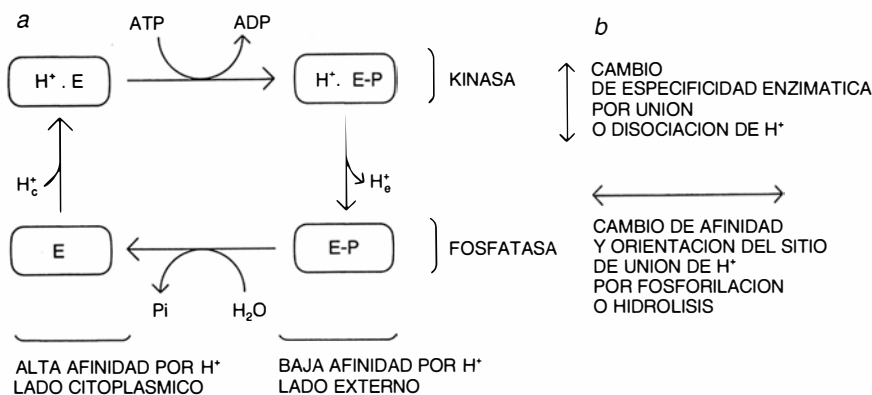 a
ATP
ADP
H⁺ . E
H⁺. E-P
KINASA
H⁺c
H⁺e
E
E-P
FOSFATASA
Pi
H₂O
ALTA AFINIDAD POR H⁺
LADO CITOPLASMICO
BAJA AFINIDAD POR H⁺
LADO EXTERNO
b
CAMBIO
DE ESPECIFICIDAD ENZIMATICA
POR UNION
O DISOCIACION DE H⁺
CAMBIO DE AFINIDAD
Y ORIENTACION DEL SITIO
DE UNION DE H⁺
POR FOSFORILACION
O HIDROLISIS